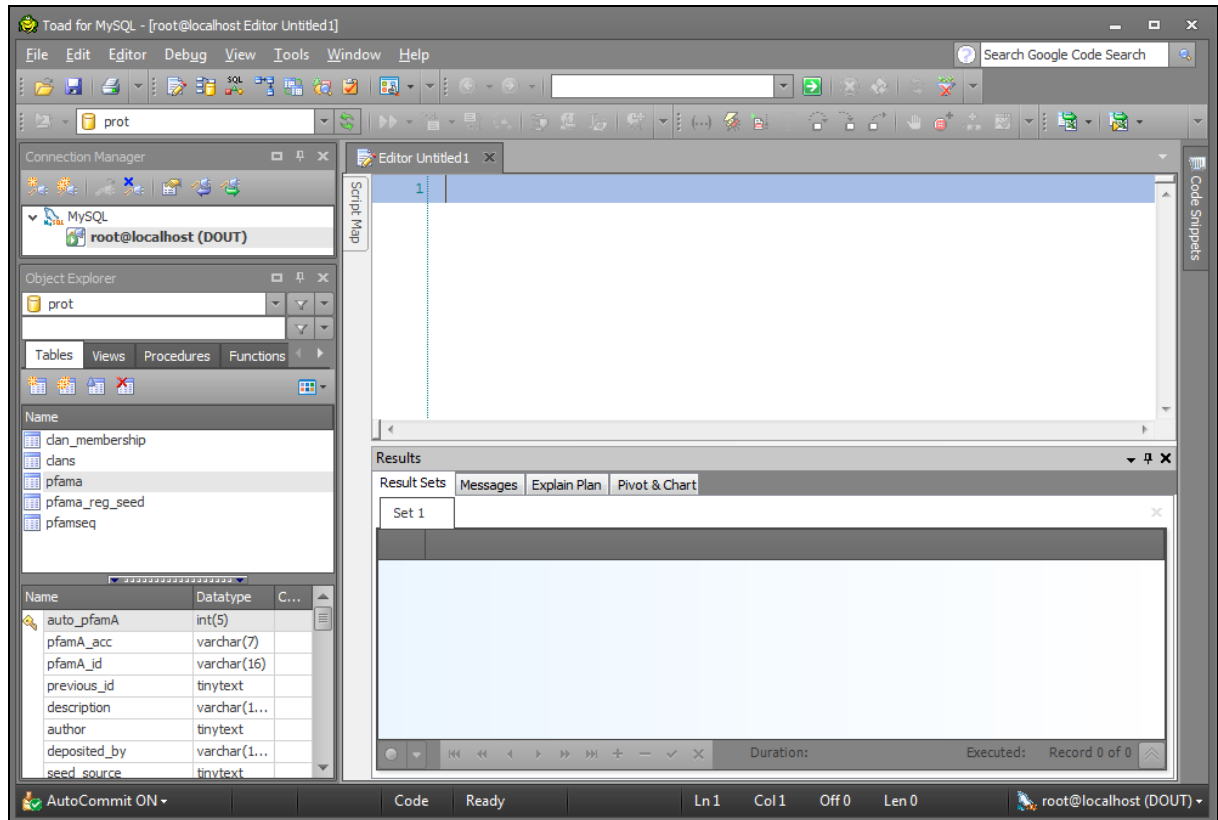 Toad for MySQL - [root@localhost Editor Untitled1]
File Edit Editor Debug View Tools Window Help
Search Google Code Search
SQL
prot
Connection Manager
Editor Untitled1
MySQL
root@localhost (DOUT)
Script Map
1
Code Snippets
Object Explorer
prot
Tables Views Procedures Functions
Name
clan_membership
clans
pfama
pfama_reg_seed
pfamseq
Results
Result Sets Messages Explain Plan Pivot & Chart
Set 1
Name Datatype C...
auto_pfamA int(5)
pfamA_acc varchar(7)
pfamA_id varchar(16)
previous_id tinytext
description varchar(1...
author tinytext
deposited_by varchar(1...
seed_source tinytext
Duration: Executed: Record 0 of 0
AutoCommit ON Code Ready Ln 1 Col 1 Off 0 Len 0 root@localhost (DOUT)